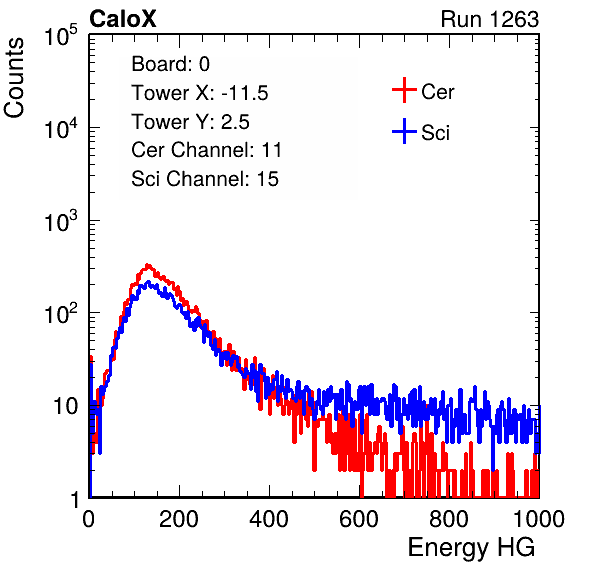 CaloX Run 1263
Counts
10^5
10^4
10^3
10^2
10
1
Board: 0
Tower X: -11.5
Tower Y: 2.5
Cer Channel: 11
Sci Channel: 15
Cer
Sci
0 200 400 600 800 1000
Energy HG